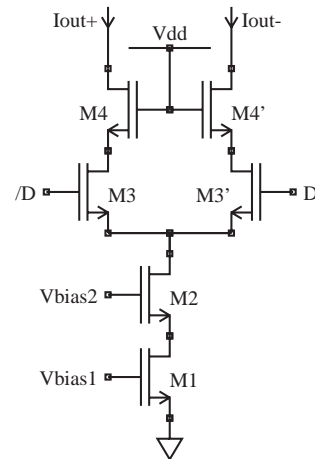 Iout+
Iout-
Vdd
M4
M4'
/D
M3
M3'
D
Vbias2
M2
Vbias1
M1